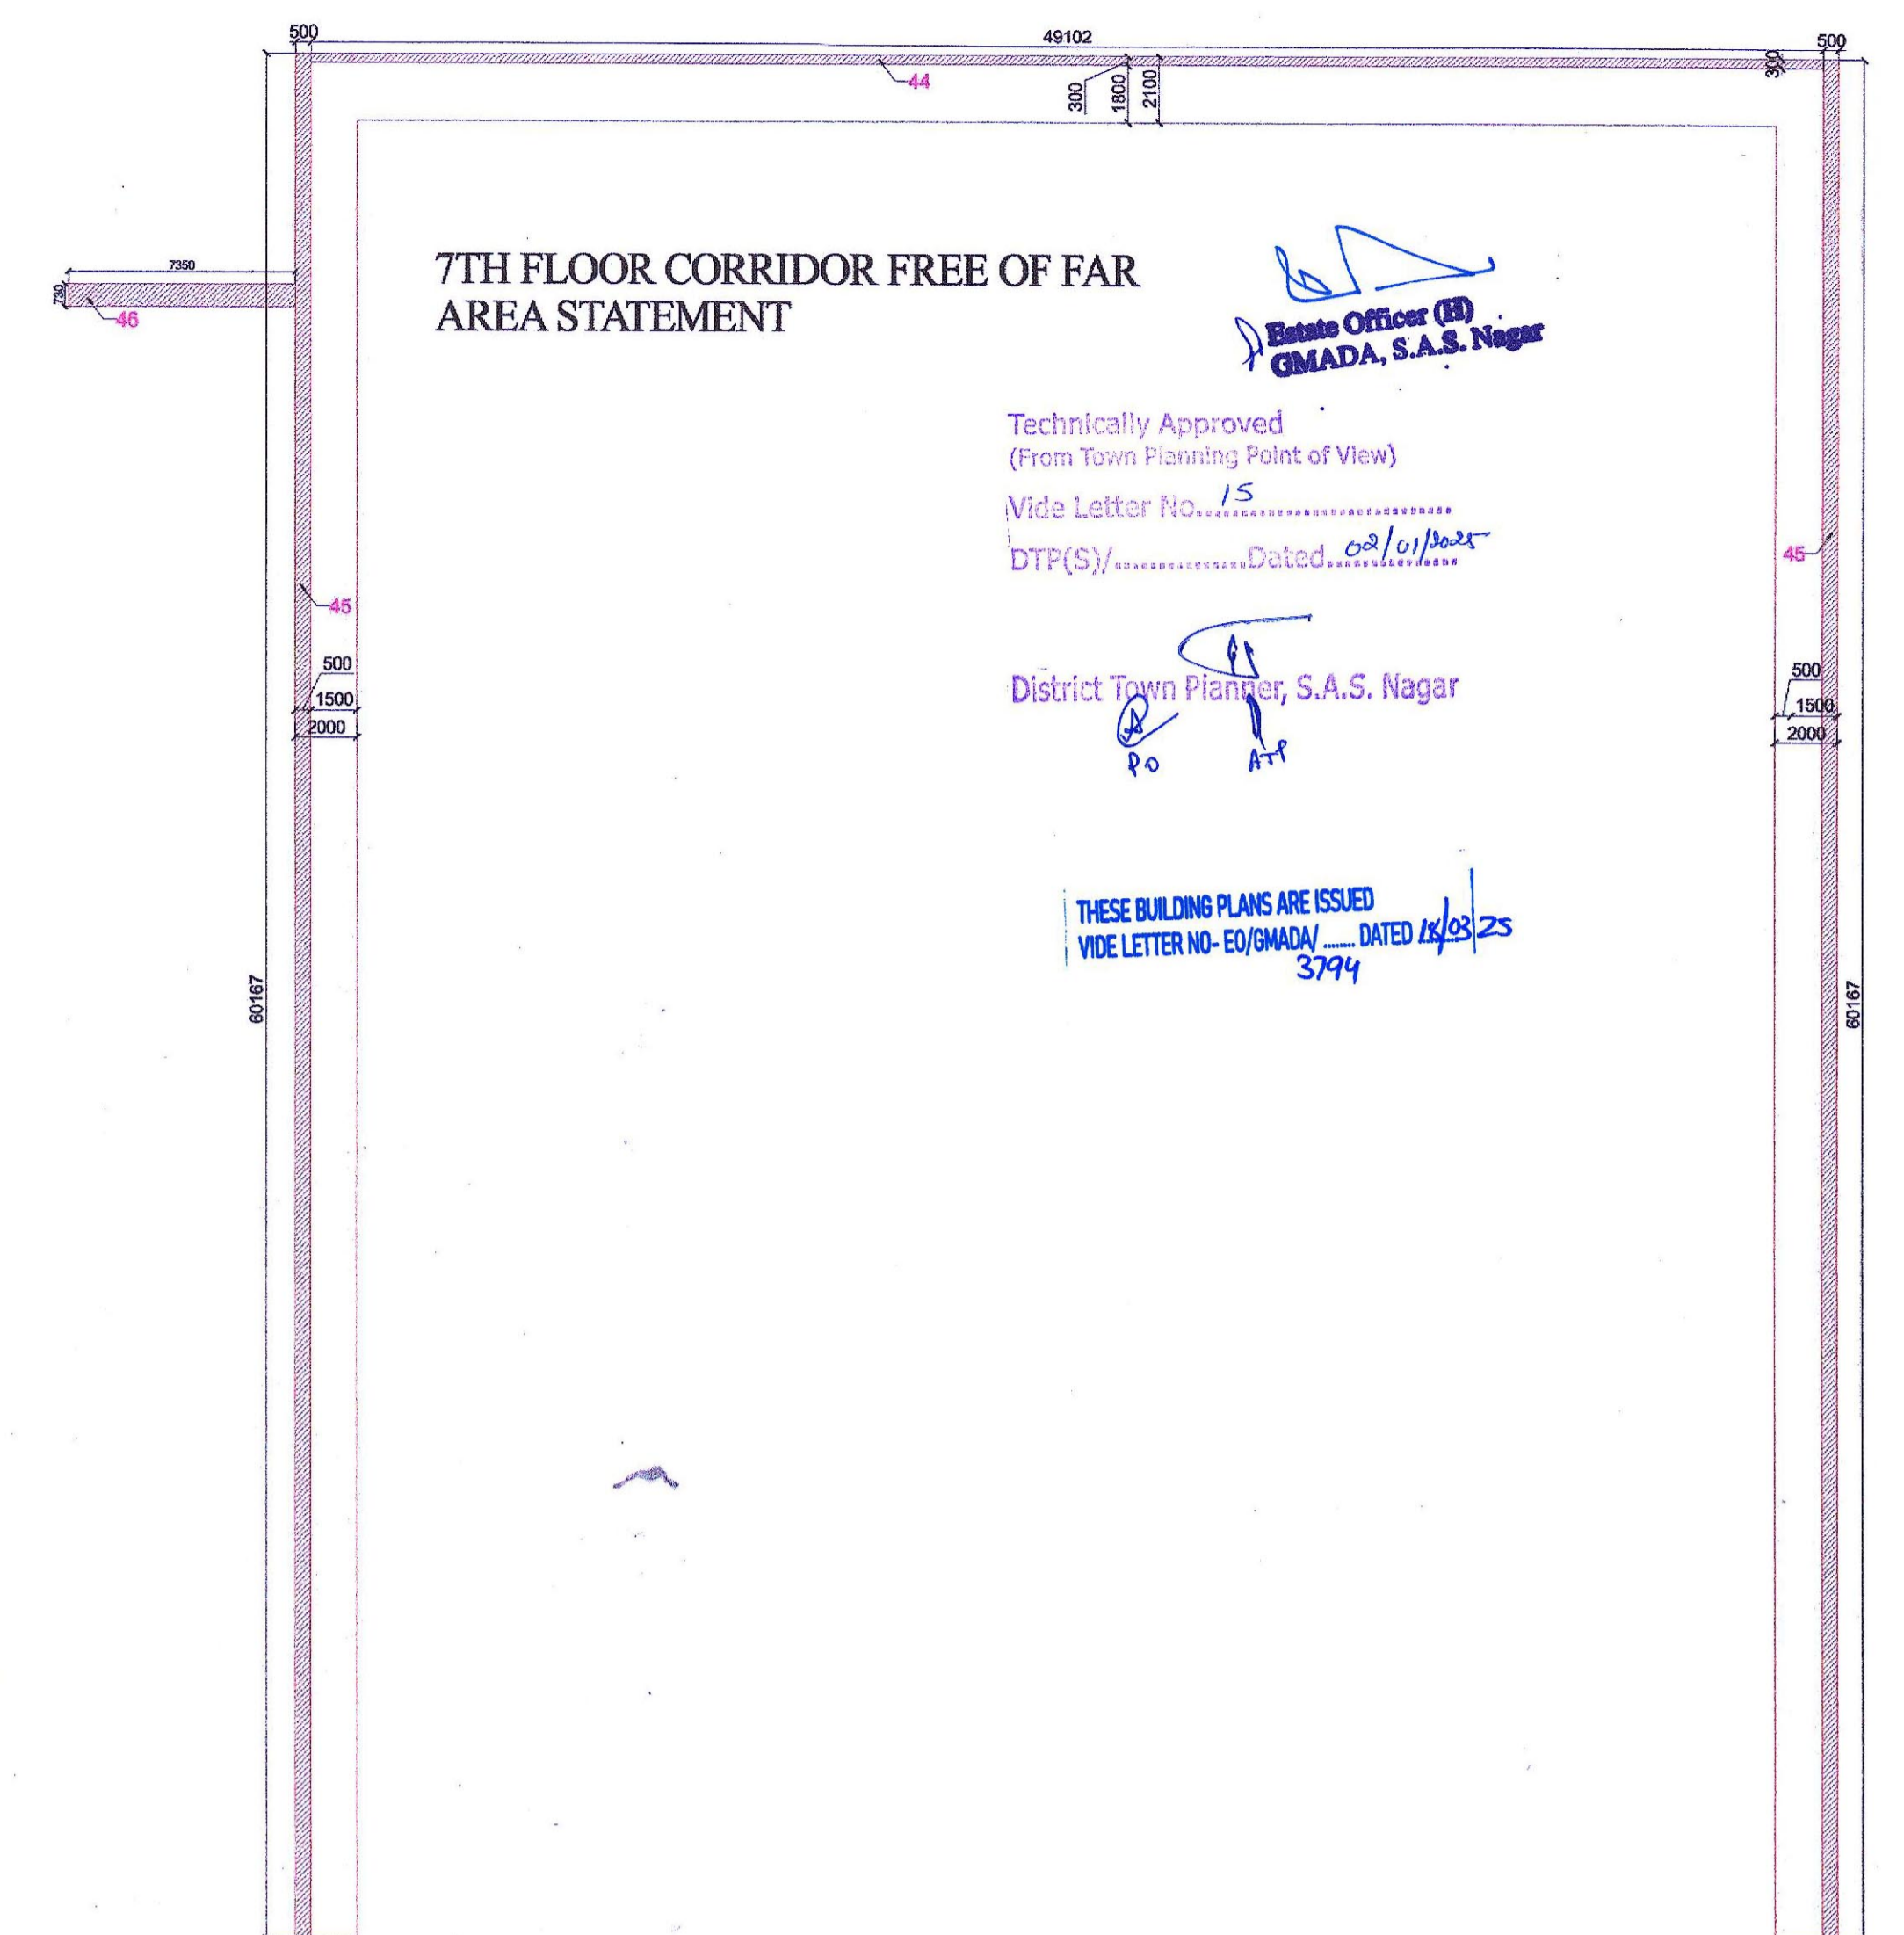 500
49102
500
44
300
1800
2100
300
7350
730
46
7TH FLOOR CORRIDOR FREE OF FAR
AREA STATEMENT
Estate Officer (H)
GMADA, S.A.S. Nagar
Technically Approved
(From Town Planning Point of View)
Vide Letter No. 15
DTP(S)/................Dated 02/01/2025
45
45
500
1500
2000
500
1500
2000
District Town Planner, S.A.S. Nagar
PD
ATP
THESE BUILDING PLANS ARE ISSUED
VIDE LETTER NO- EO/GMADA/ ....... DATED 18/03/25
3794
60167
60167